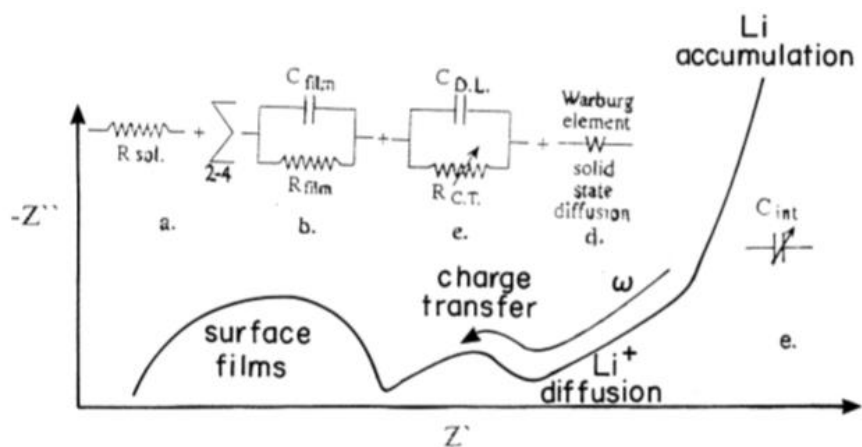 Li
accumulation
C film
C D.L.
Warburg
element
R sol.
+
Σ
2-4
R film
+
R C.T.
+
W
solid
state
diffusion
a.
b.
e.
d.
C int
-Z``
charge
transfer
ω
surface
films
Li+
diffusion
e.
Z`